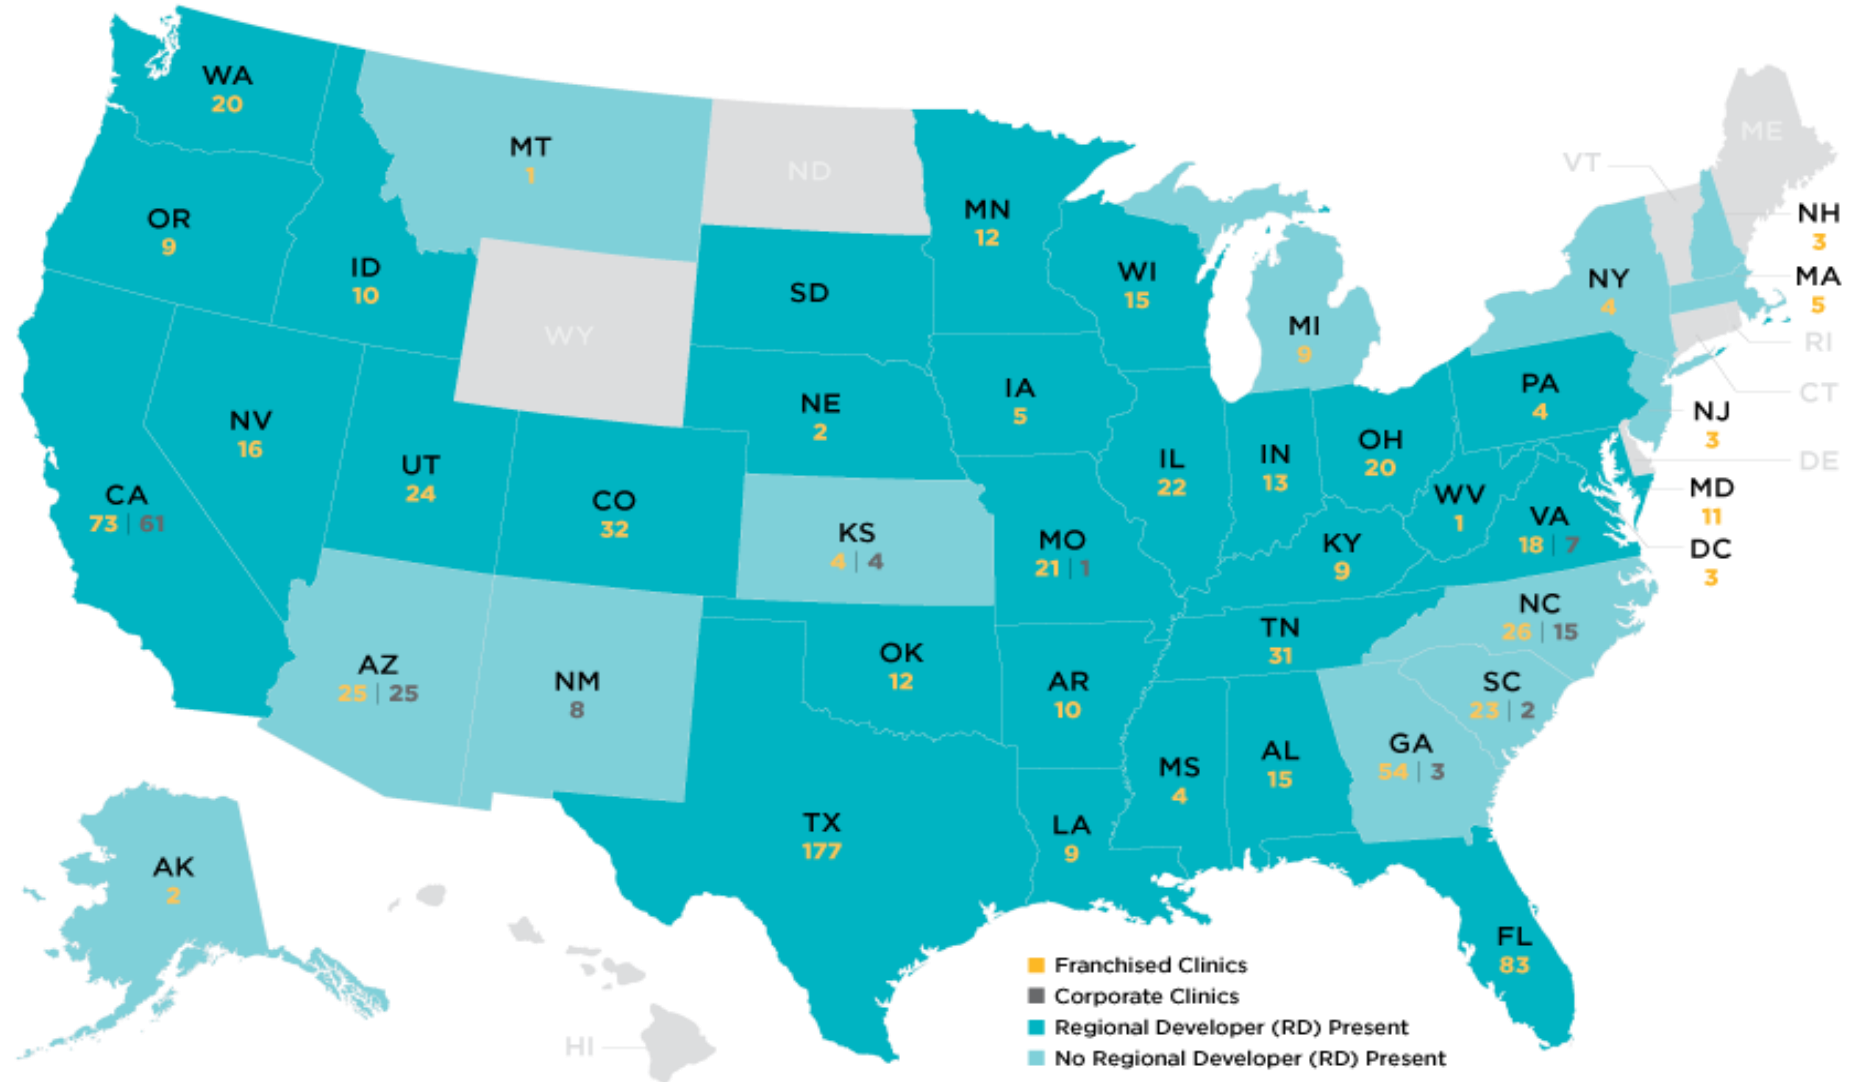 WA
20
MT
1
ND
ME
VT
OR
9
MN
12
NH
3
ID
10
WI
15
NY
4
MA
5
SD
WY
MI
9
RI
NV
16
NE
2
IA
5
PA
4
CT
NJ
3
UT
24
CO
32
IL
22
IN
13
OH
20
DE
CA
73 | 61
KS
4 | 4
MO
21 | 1
KY
9
WV
1
VA
18 | 7
MD
11
DC
3
AZ
25 | 25
NM
8
OK
12
AR
10
TN
31
NC
26 | 15
SC
23 | 2
GA
54 | 3
MS
4
AL
15
TX
177
LA
9
AK
2
FL
83
HI
Franchised Clinics
Corporate Clinics
Regional Developer (RD) Present
No Regional Developer (RD) Present